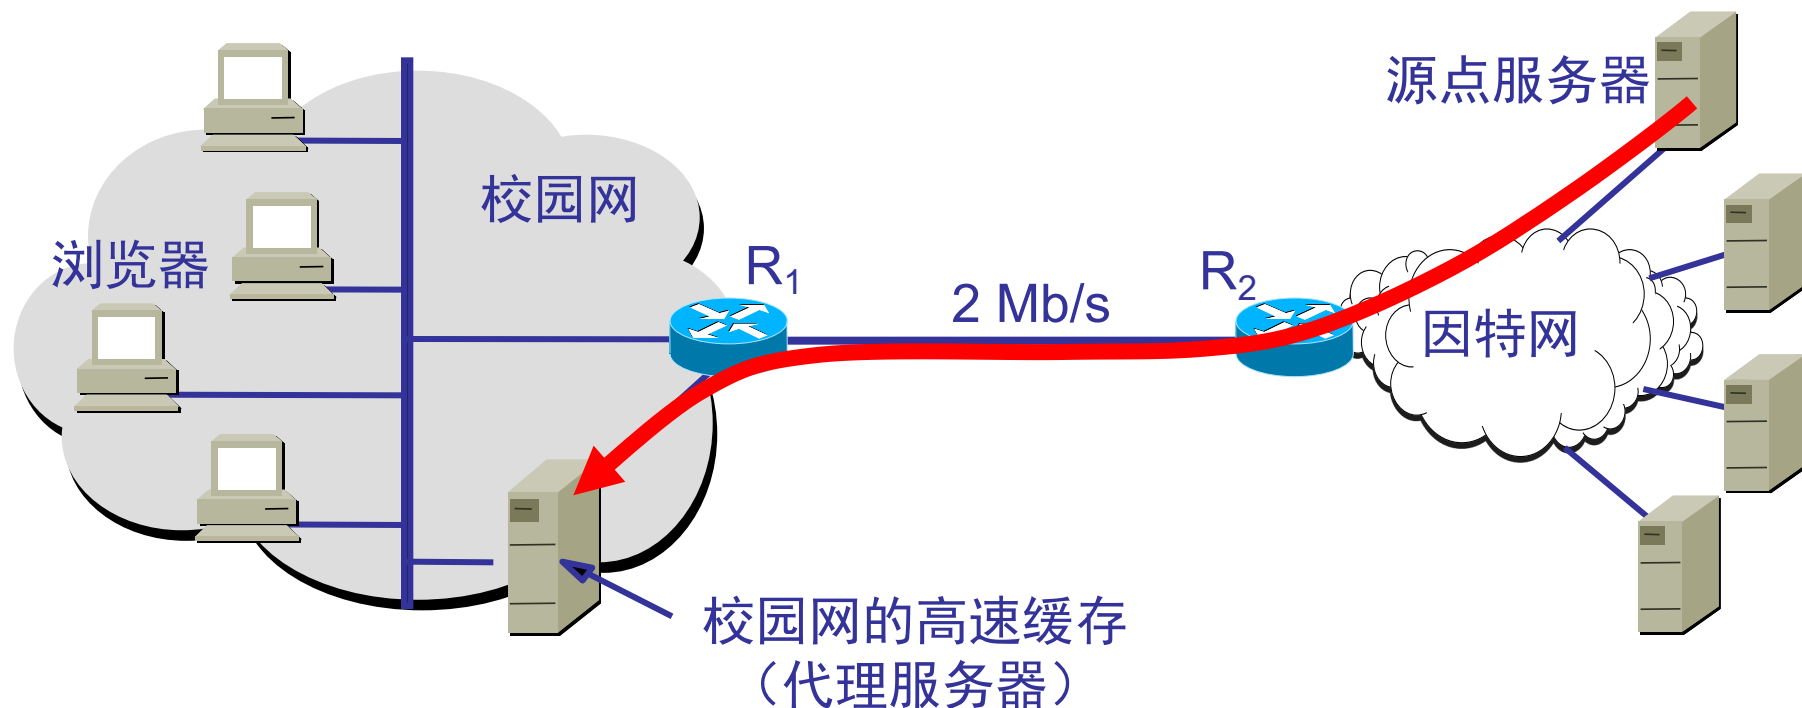 源点服务器
校园网
浏览器
R1
2 Mb/s
R2
因特网
校园网的高速缓存
（代理服务器）